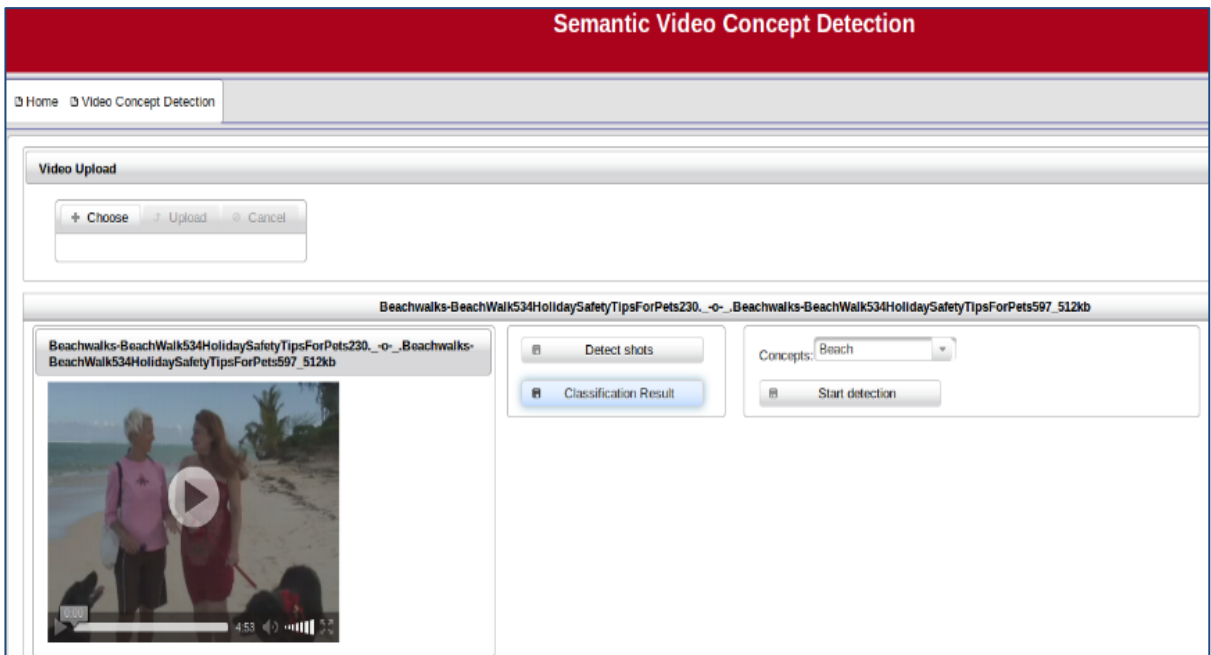 Semantic Video Concept Detection
Home Video Concept Detection
Video Upload
Choose Upload Cancel
Beachwalks-BeachWalk534HolidaySafetyTipsForPets230._-o-_.Beachwalks-BeachWalk534HolidaySafetyTipsForPets597_512kb
Beachwalks-BeachWalk534HolidaySafetyTipsForPets230._-o-_.Beachwalks-
BeachWalk534HolidaySafetyTipsForPets597_512kb
Detect shots
Classification Result
Concepts: Beach
Start detection
0:00
4:53